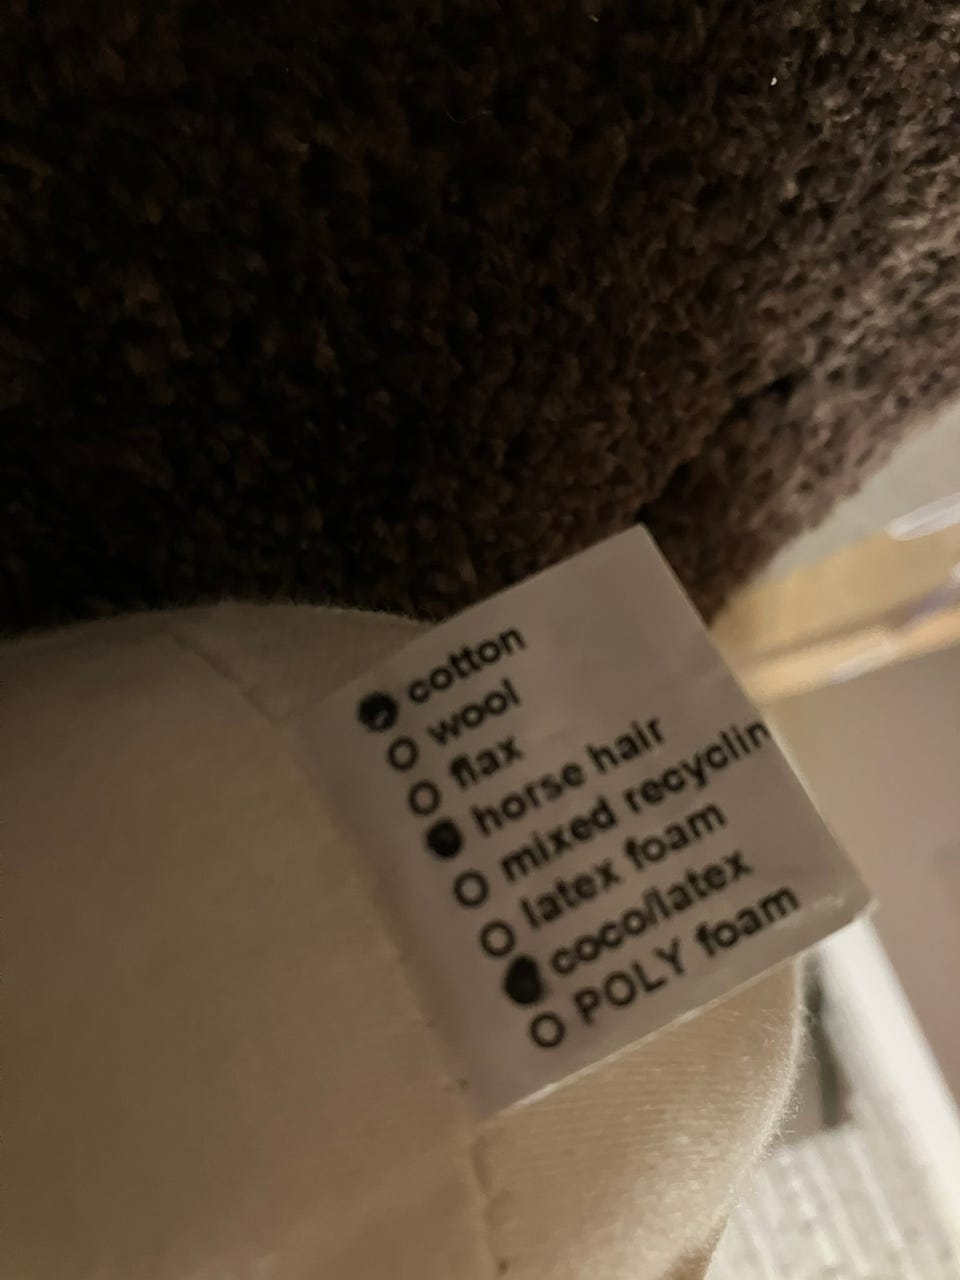 cotton
wool
flax
horse hair
mixed recyclin
latex foam
coco/latex
POLY foam